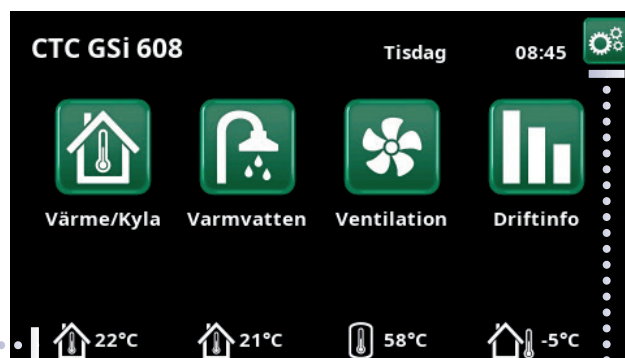 CTC GSi 608 Tisdag 08:45
Värme/Kyla Varmvatten Ventilation Driftinfo
22°C 21°C 58°C -5°C